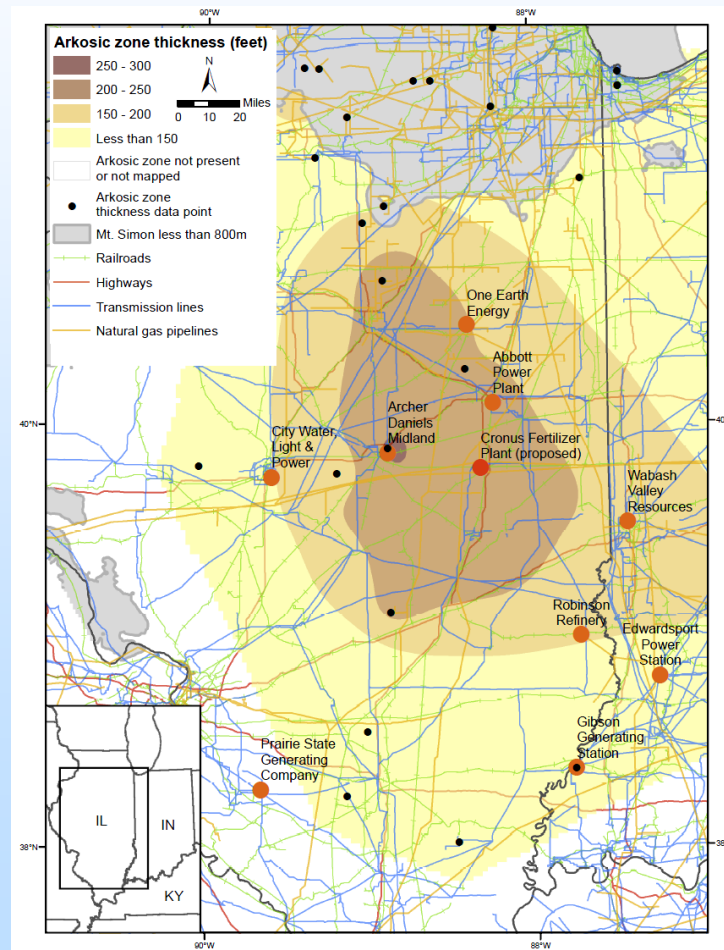 90°W
88°W
Arkosic zone thickness (feet)
250 - 300
200 - 250
150 - 200
Less than 150
N
Miles
0 10 20
Arkosic zone not present
or not mapped
Arkosic zone
thickness data point
Mt. Simon less than 800m
Railroads
Highways
Transmission lines
Natural gas pipelines
One Earth
Energy
Abbott
Power
Plant
Archer
Daniels
Midland
40°N
City Water,
Light &
Power
Cronus Fertilizer
Plant (proposed)
Wabash
Valley
Resources
Robinson
Refinery
Edwardsport
Power
Station
Gibson
Generating
Station
Prairie State
Generating
Company
38°N
IL
IN
KY
90°W
88°W